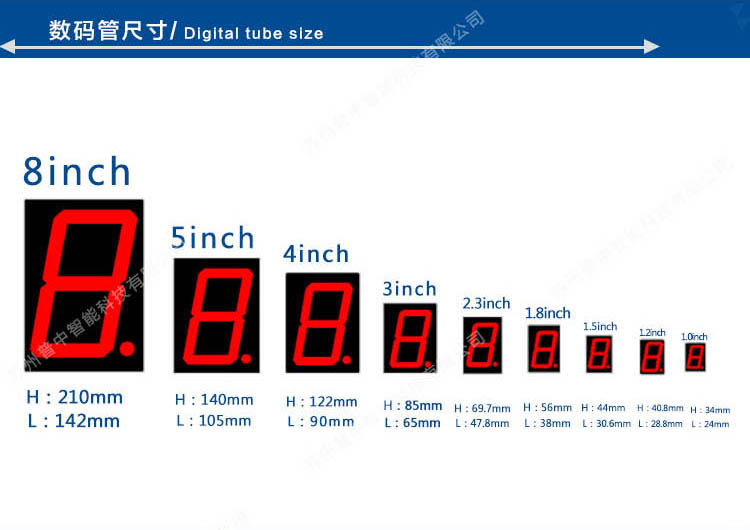 数码管尺寸/ Digital tube size
8inch
5inch
4inch
3inch
2.3inch
1.8inch
1.5inch
1.2inch
1.0inch
H：210mm
L：142mm
H：140mm
L：105mm
H：122mm
L：90mm
H：85mm
L：65mm
H：69.7mm
L：47.8mm
H：56mm
L：38mm
H：44mm
L：30.6mm
H：40.8mm
L：28.8mm
H：34mm
L：24mm